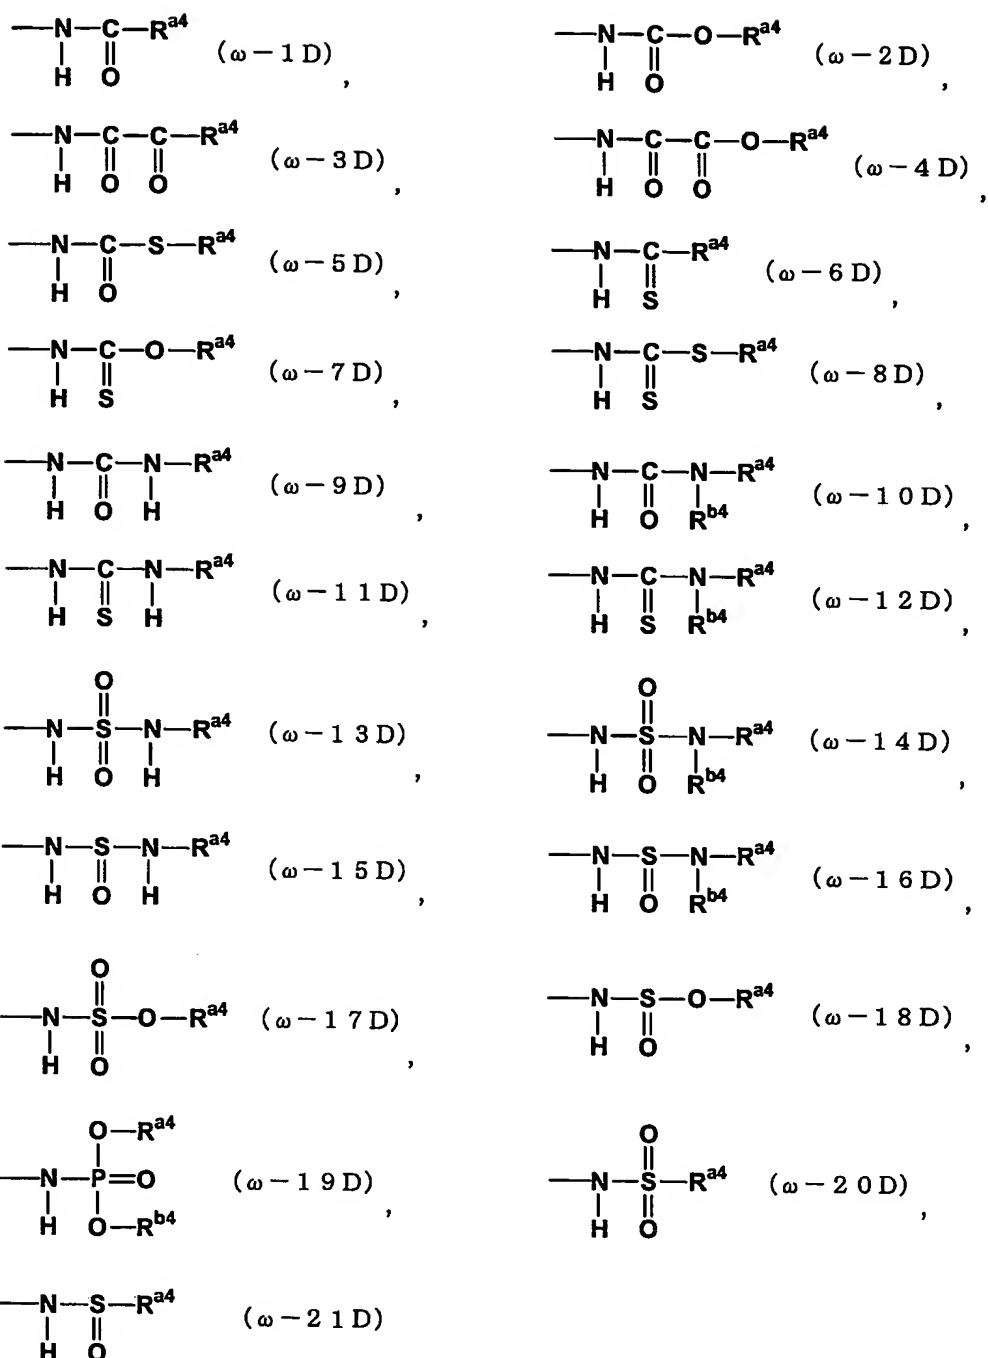 N C R^a4 (ω-1D), N C O R^a4 (ω-2D),
H O H O
N C C R^a4 (ω-3D), N C C O R^a4 (ω-4D),
H O O H O O
N C S R^a4 (ω-5D), N C R^a4 (ω-6D),
H O H S
N C O R^a4 (ω-7D), N C S R^a4 (ω-8D),
H S H S
N C N R^a4 (ω-9D), N C N R^a4 (ω-10D),
H O H H O R^b4
N C N R^a4 (ω-11D), N C N R^a4 (ω-12D),
H S H H S R^b4
O O
N S N R^a4 (ω-13D), N S N R^a4 (ω-14D),
H O H H O R^b4
N S N R^a4 (ω-15D), N S N R^a4 (ω-16D),
H O H H O R^b4
O
N S O R^a4 (ω-17D), N S O R^a4 (ω-18D),
H O H O
O R^a4 O
N P O (ω-19D), N S R^a4 (ω-20D),
H O R^b4 H O
N S R^a4 (ω-21D)
H O